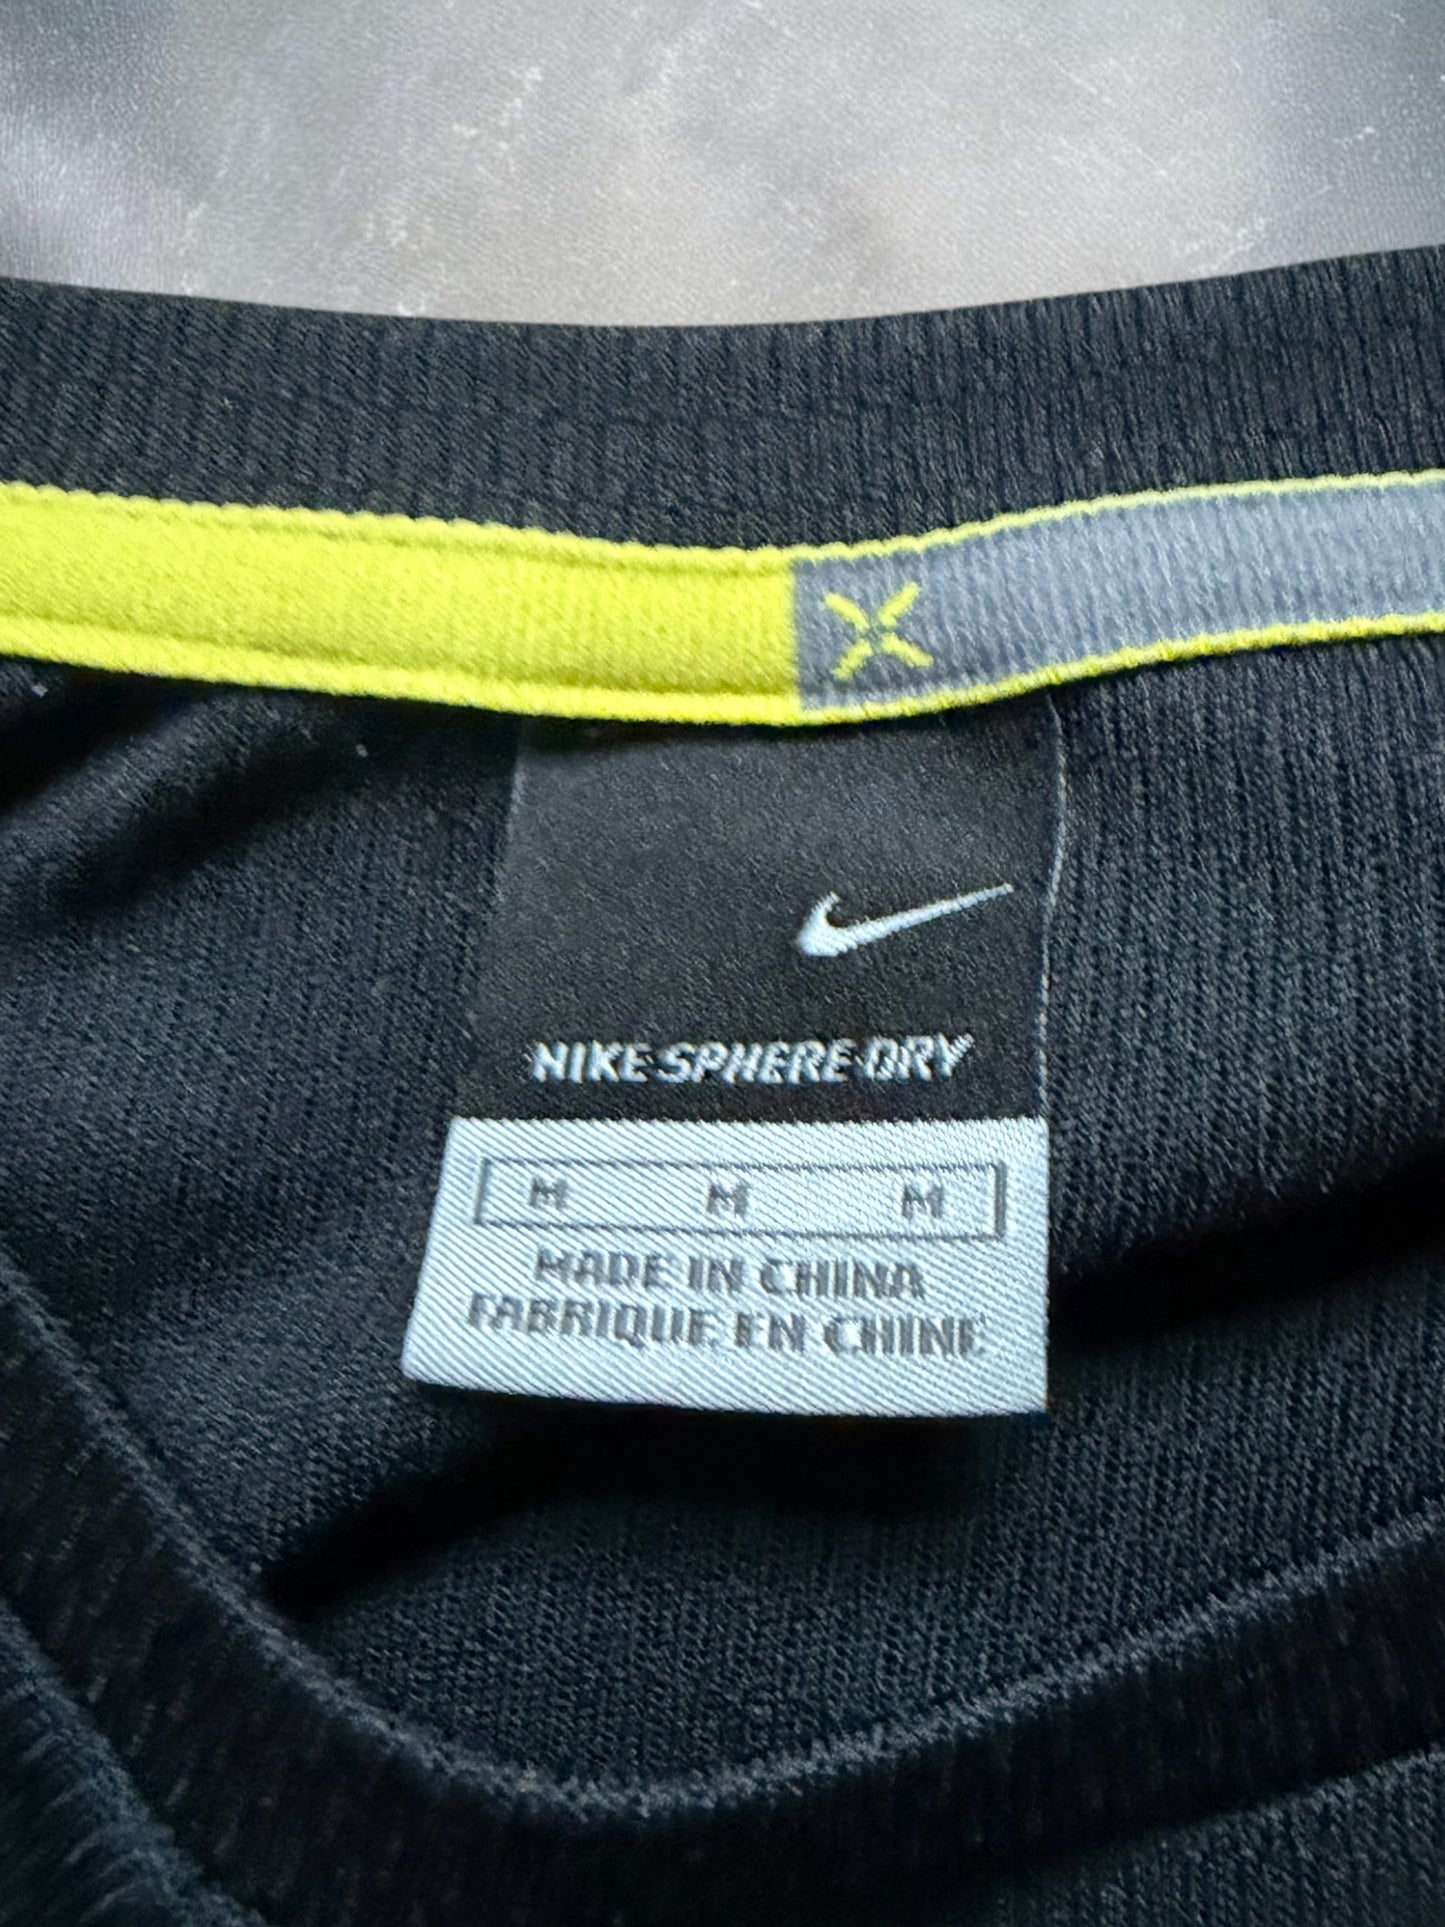 NIKE SPHERE DRY
M M M
MADE IN CHINA
FABRIQUE EN CHINE